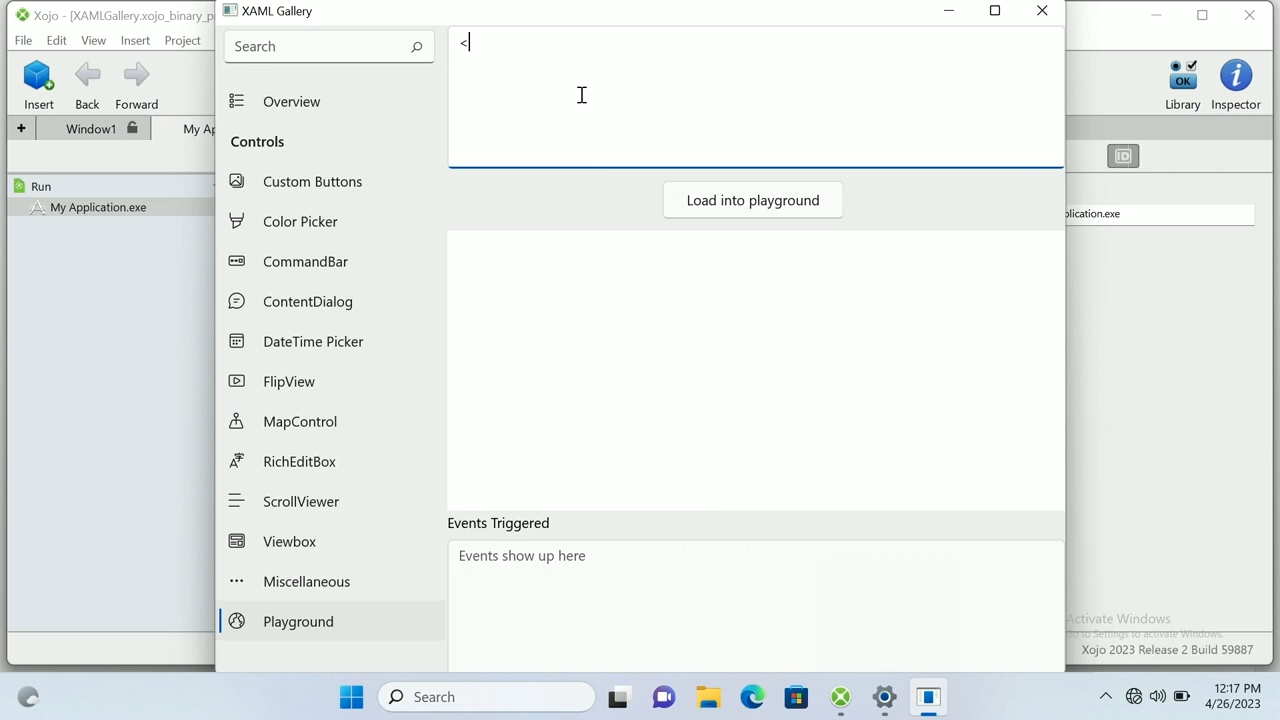 Xojo - [XAMLGallery.xojo_binary_p
File Edit View Insert Project
Insert Back Forward
Library Inspector
Window1 My Ap
ID
OK
Run
My Application.exe
plication.exe
XAML Gallery
Search
<
Overview
Controls
Custom Buttons
Color Picker
CommandBar
ContentDialog
DateTime Picker
FlipView
MapControl
RichEditBox
ScrollViewer
Viewbox
Miscellaneous
Playground
Load into playground
Events Triggered
Events show up here
Activate Windows
Go to Settings to activate Windows.
Xojo 2023 Release 2 Build 59887
Search
12:17 PM
4/26/2023